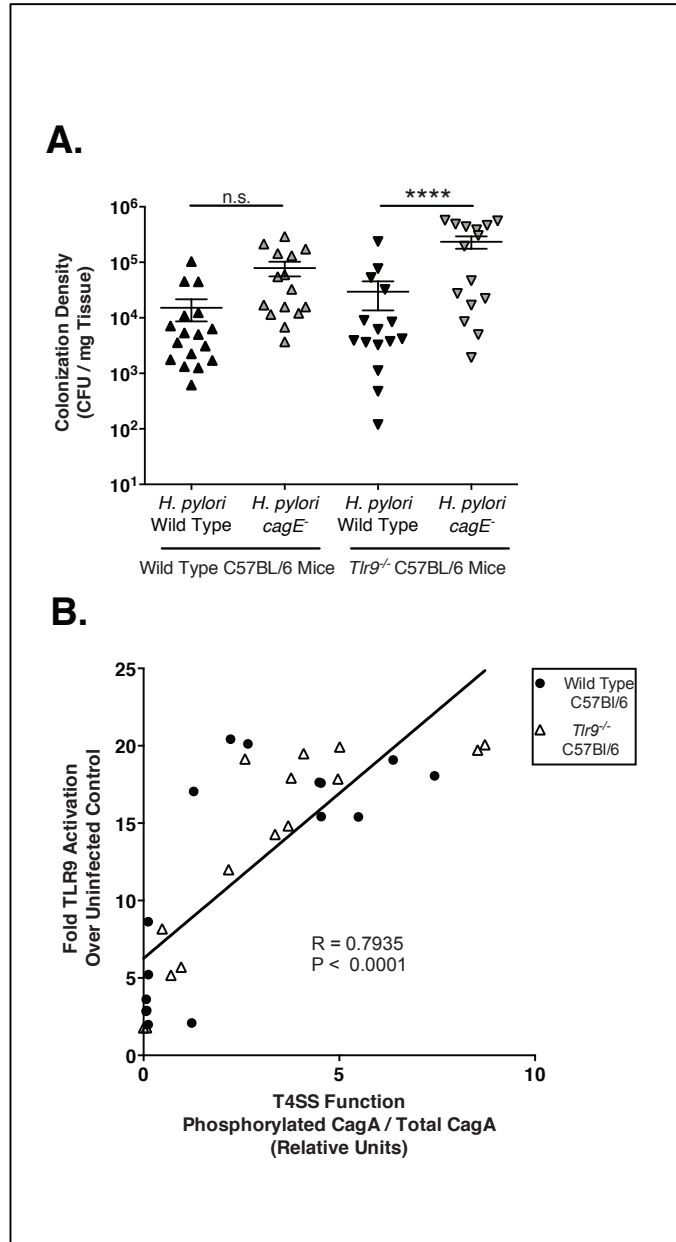 A.
n.s.
****
10⁶
10⁵
10⁴
10³
10²
10¹
Colonization Density
(CFU / mg Tissue)
H. pylori
Wild Type
H. pylori
cagE⁻
H. pylori
Wild Type
H. pylori
cagE⁻
Wild Type C57BL/6 Mice
Tlr9⁻/⁻ C57BL/6 Mice
B.
25
20
15
10
5
0
Fold TLR9 Activation
Over Uninfected Control
R = 0.7935
P < 0.0001
Wild Type
C57Bl/6
Tlr9⁻/⁻
C57Bl/6
0
5
10
T4SS Function
Phosphorylated CagA / Total CagA
(Relative Units)